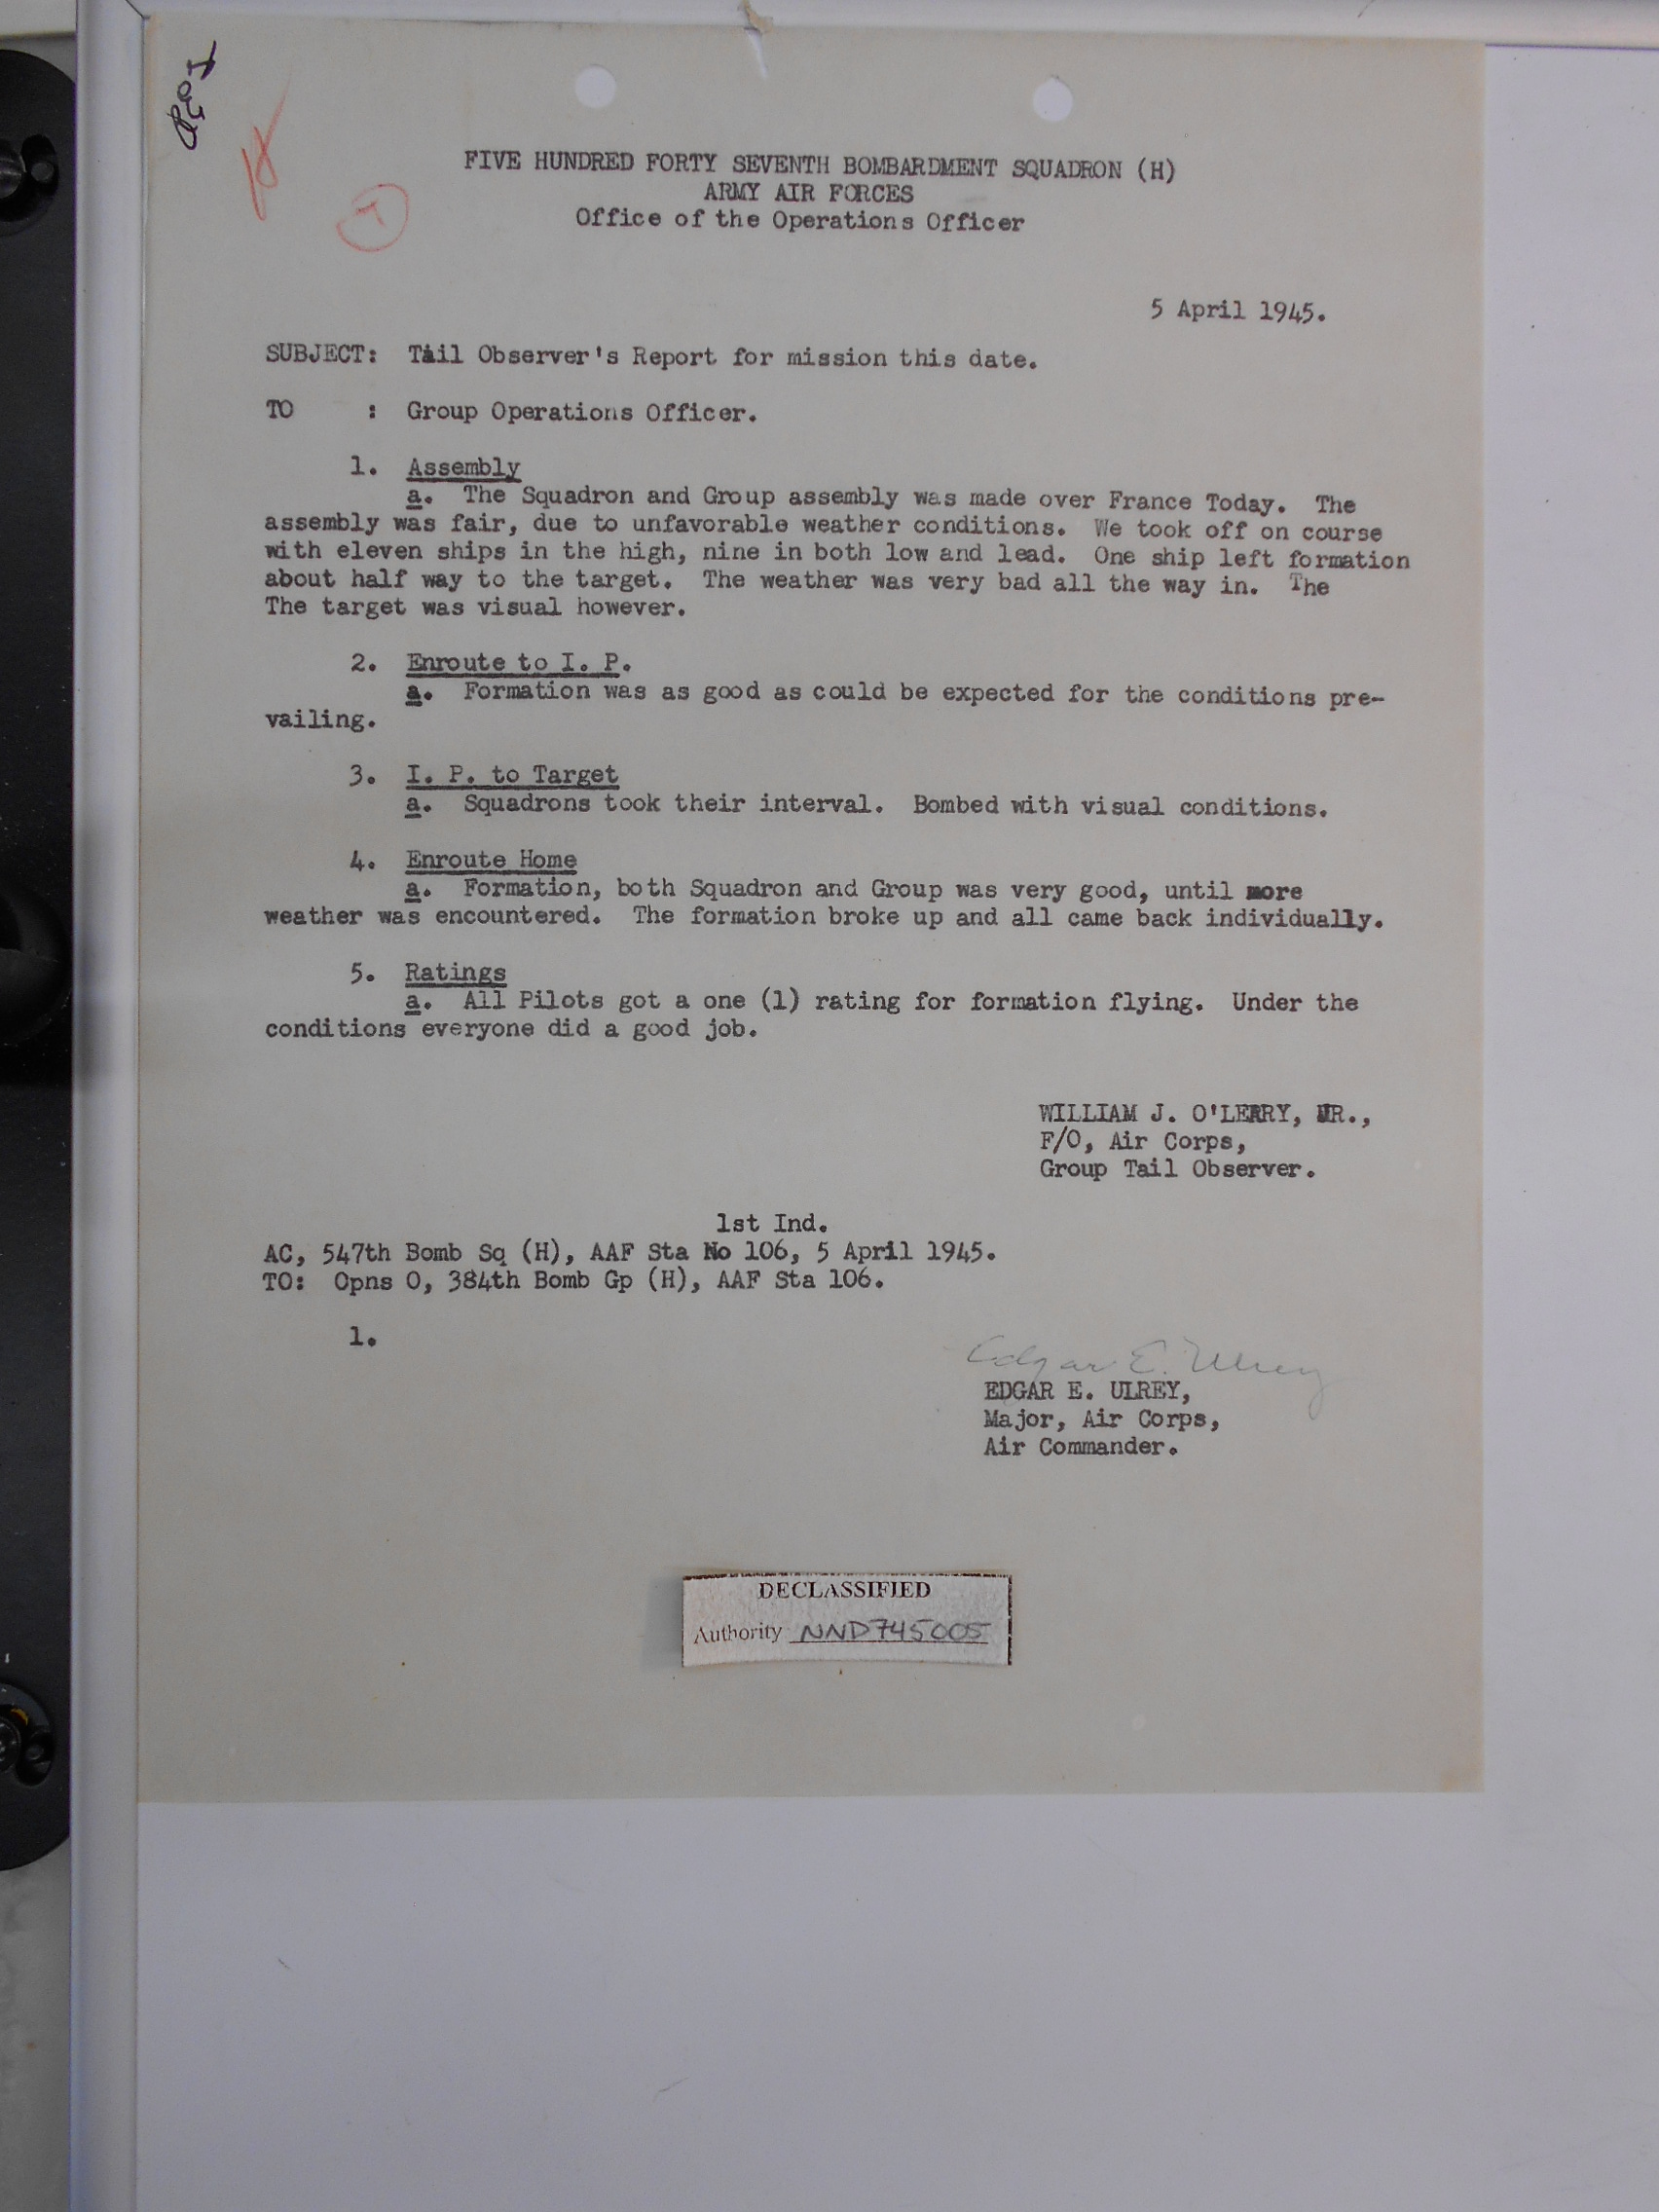 FIVE HUNDRED FORTY SEVENTH BOMBARDMENT SQUADRON (H)
ARMY AIR FORCES
Office of the Operations Officer
5 April 1945.
SUBJECT: Tail Observer's Report for mission this date.
TO : Group Operations Officer.
1. Assembly
a. The Squadron and Group assembly was made over France Today. The
assembly was fair, due to unfavorable weather conditions. We took off on course
with eleven ships in the high, nine in both low and lead. One ship left formation
about half way to the target. The weather was very bad all the way in. The
The target was visual however.
2. Enroute to I. P.
a. Formation was as good as could be expected for the conditions pre-
vailing.
3. I. P. to Target
a. Squadrons took their interval. Bombed with visual conditions.
4. Enroute Home
a. Formation, both Squadron and Group was very good, until more
weather was encountered. The formation broke up and all came back individually.
5. Ratings
a. All Pilots got a one (1) rating for formation flying. Under the
conditions everyone did a good job.
WILLIAM J. O'LERRY, JR.,
F/O, Air Corps,
Group Tail Observer.
1st Ind.
AC, 547th Bomb Sq (H), AAF Sta No 106, 5 April 1945.
TO: Opns O, 384th Bomb Gp (H), AAF Sta 106.
1.
Edgar E. Ulrey
EDGAR E. ULREY,
Major, Air Corps,
Air Commander.
DECLASSIFIED
Authority NND745005